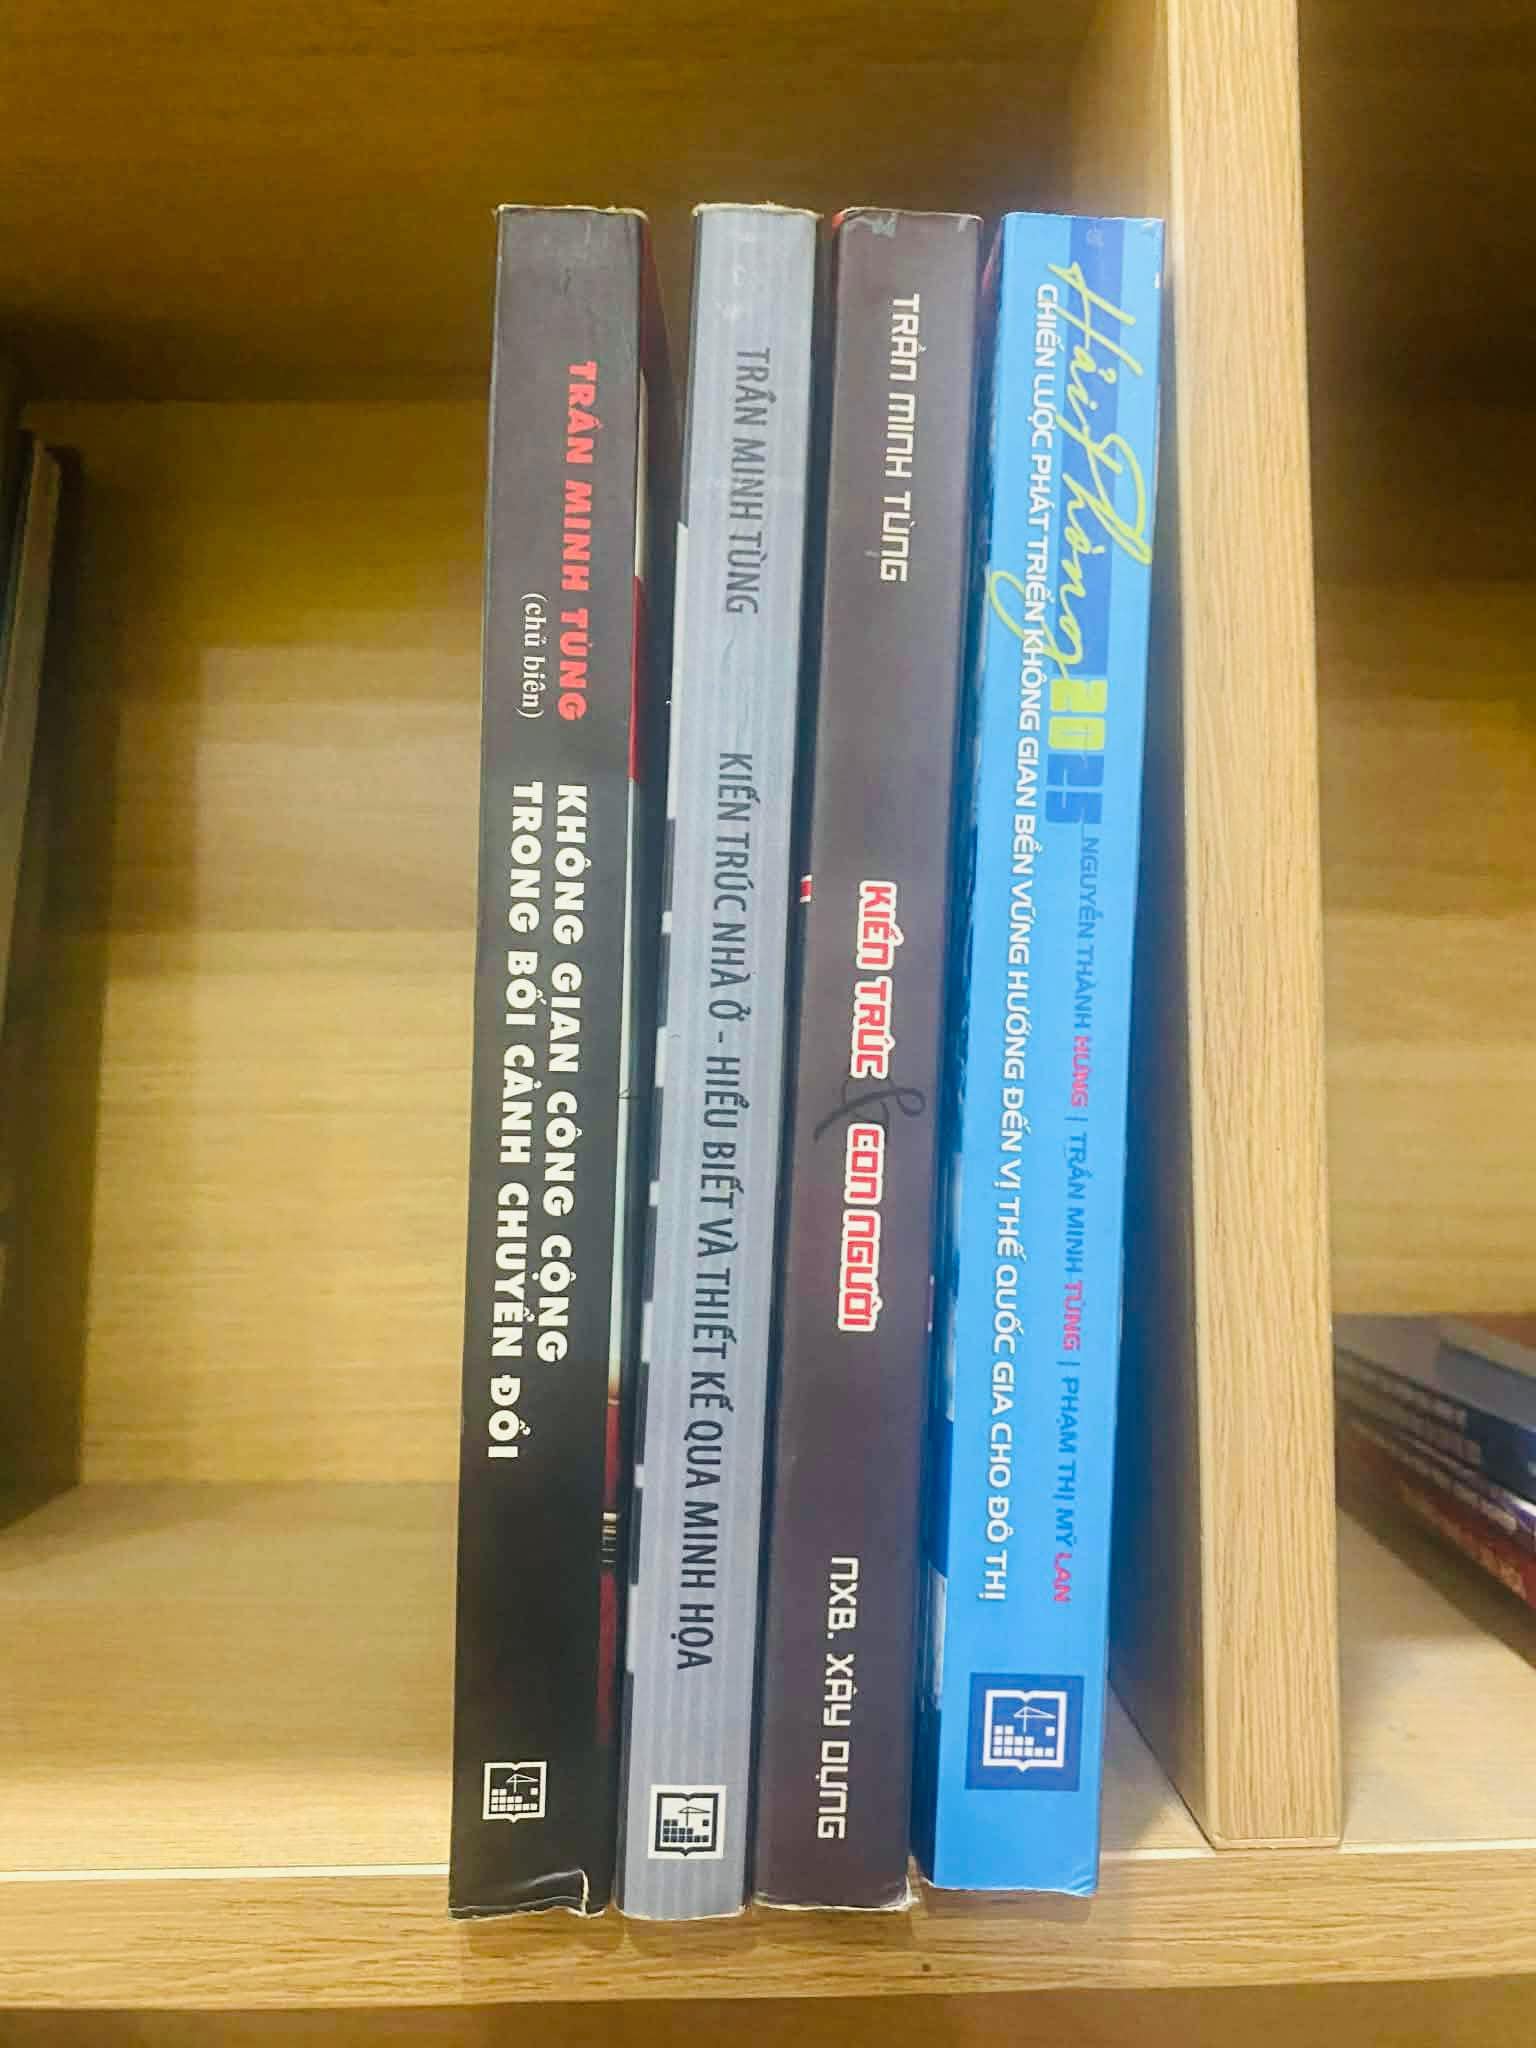 TRẦN MINH TÙNG
(chủ biên)
KHÔNG GIAN CÔNG CỘNG
TRONG BỐI CẢNH CHUYỂN ĐỔI
TRẦN MINH TÙNG
KIẾN TRÚC NHÀ Ở - HIỂU BIẾT VÀ THIẾT KẾ QUA MINH HỌA
TRẦN MINH TÙNG
KIẾN TRÚC & CON NGƯỜI
NXB. XÂY DỰNG
Hải Phòng 2025
NGUYỄN THÀNH HƯNG | TRẦN MINH TÙNG | PHẠM THỊ MỸ LAN
CHIẾN LƯỢC PHÁT TRIỂN KHÔNG GIAN BỀN VỮNG HƯỚNG ĐẾN VỊ THẾ QUỐC GIA CHO ĐÔ THỊ